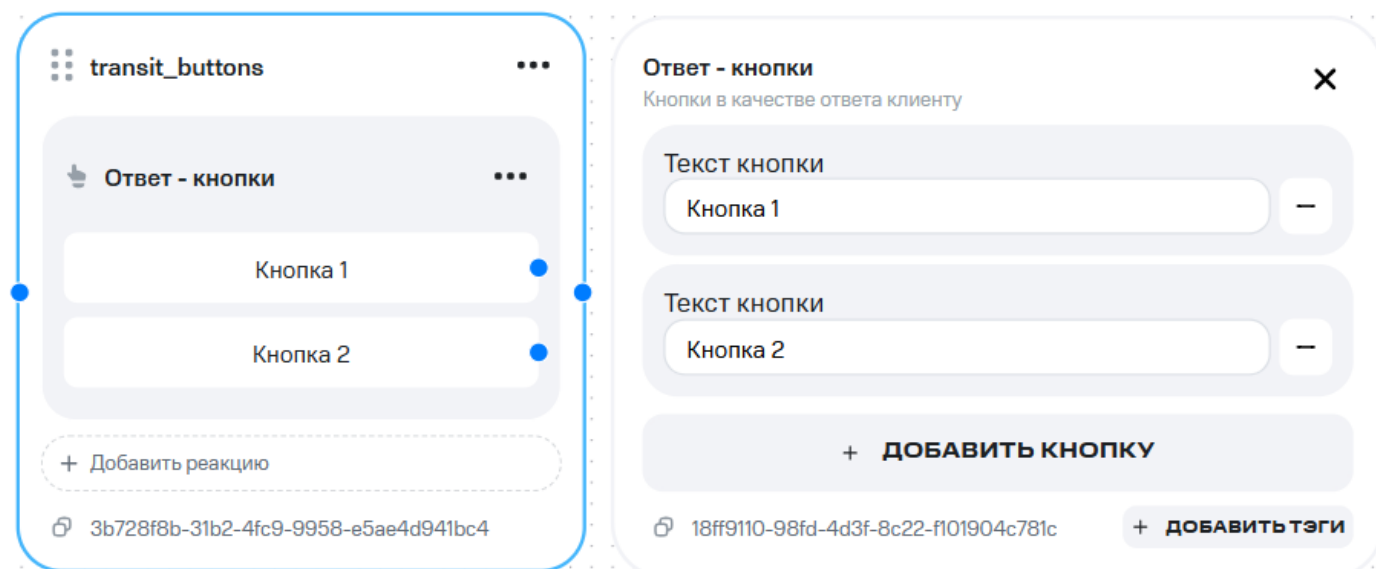 transit_buttons
Ответ - кнопки
Кнопка 1
Кнопка 2
+ Добавить реакцию
3b728f8b-31b2-4fc9-9958-e5ae4d941bc4
Ответ - кнопки
Кнопки в качестве ответа клиенту
Текст кнопки
Кнопка 1
Текст кнопки
Кнопка 2
+ ДОБАВИТЬ КНОПКУ
18ff9110-98fd-4d3f-8c22-f101904c781c
+ ДОБАВИТЬ ТЭГИ